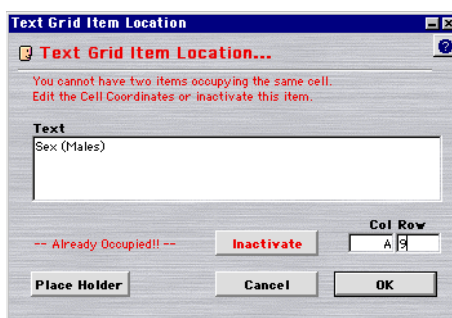 Text Grid Item Location
Text Grid Item Location...
You cannot have two items occupying the same cell.
Edit the Cell Coordinates or inactivate this item.
Text
Sex (Males)
Col Row
-- Already Occupied!! --
Inactivate
A 9
Place Holder
Cancel
OK